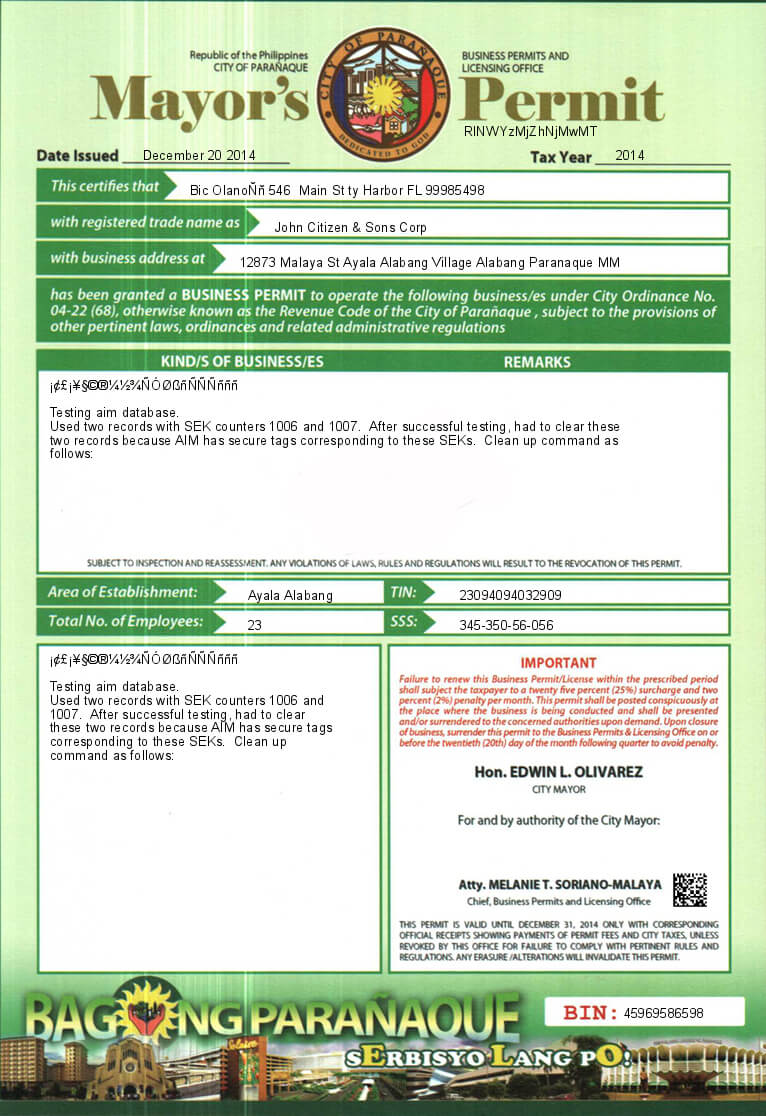 Republic of the Philippines
CITY OF PARAÑAQUE
CITY OF PARAÑAQUE
DEDICATED TO GOD
BUSINESS PERMITS AND
LICENSING OFFICE
Mayor's Permit
RINWYzMjZhNjMwMT
Date Issued December 20 2014 Tax Year 2014
This certifies that Bic OlanoÑñ 546 Main St ty Harbor FL 99985498
with registered trade name as John Citizen & Sons Corp
with business address at 12873 Malaya St Ayala Alabang Village Alabang Paranaque MM
has been granted a BUSINESS PERMIT to operate the following business/es under City Ordinance No.
04-22 (68), otherwise known as the Revenue Code of the City of Parañaque , subject to the provisions of
other pertinent laws, ordinances and related administrative regulations
KIND/S OF BUSINESS/ES REMARKS
¡¢£¡¥§©®¼½¾ÑÓØßñÑÑÑñññ
Testing aim database.
Used two records with SEK counters 1006 and 1007. After successful testing, had to clear these
two records because AIM has secure tags corresponding to these SEKs. Clean up command as
follows:
SUBJECT TO INSPECTION AND REASSESSMENT. ANY VIOLATIONS OF LAWS, RULES AND REGULATIONS WILL RESULT TO THE REVOCATION OF THIS PERMIT.
Area of Establishment: Ayala Alabang TIN: 23094094032909
Total No. of Employees: 23 SSS: 345-350-56-056
¡¢£¡¥§©®¼½¾ÑÓØßñÑÑÑñññ
Testing aim database.
Used two records with SEK counters 1006 and
1007. After successful testing, had to clear
these two records because AIM has secure tags
corresponding to these SEKs. Clean up
command as follows:
IMPORTANT
Failure to renew this Business Permit/License within the prescribed period
shall subject the taxpayer to a twenty five percent (25%) surcharge and two
percent (2%) penalty per month. This permit shall be posted conspicuously at
the place where the business is being conducted and shall be presented
and/or surrendered to the concerned authorities upon demand. Upon closure
of business, surrender this permit to the Business Permits & Licensing Office on or
before the twentieth (20th) day of the month following quarter to avoid penalty.
Hon. EDWIN L. OLIVAREZ
CITY MAYOR
For and by authority of the City Mayor:
Atty. MELANIE T. SORIANO-MALAYA
Chief, Business Permits and Licensing Office
THIS PERMIT IS VALID UNTIL DECEMBER 31, 2014 ONLY WITH CORRESPONDING
OFFICIAL RECEIPTS SHOWING PAYMENTS OF PERMIT FEES AND CITY TAXES, UNLESS
REVOKED BY THIS OFFICE FOR FAILURE TO COMPLY WITH PERTINENT RULES AND
REGULATIONS. ANY ERASURE /ALTERATIONS WILL INVALIDATE THIS PERMIT.
BAGONG PARAÑAQUE
BIN: 45969586598
sErbisyo Lang pO!